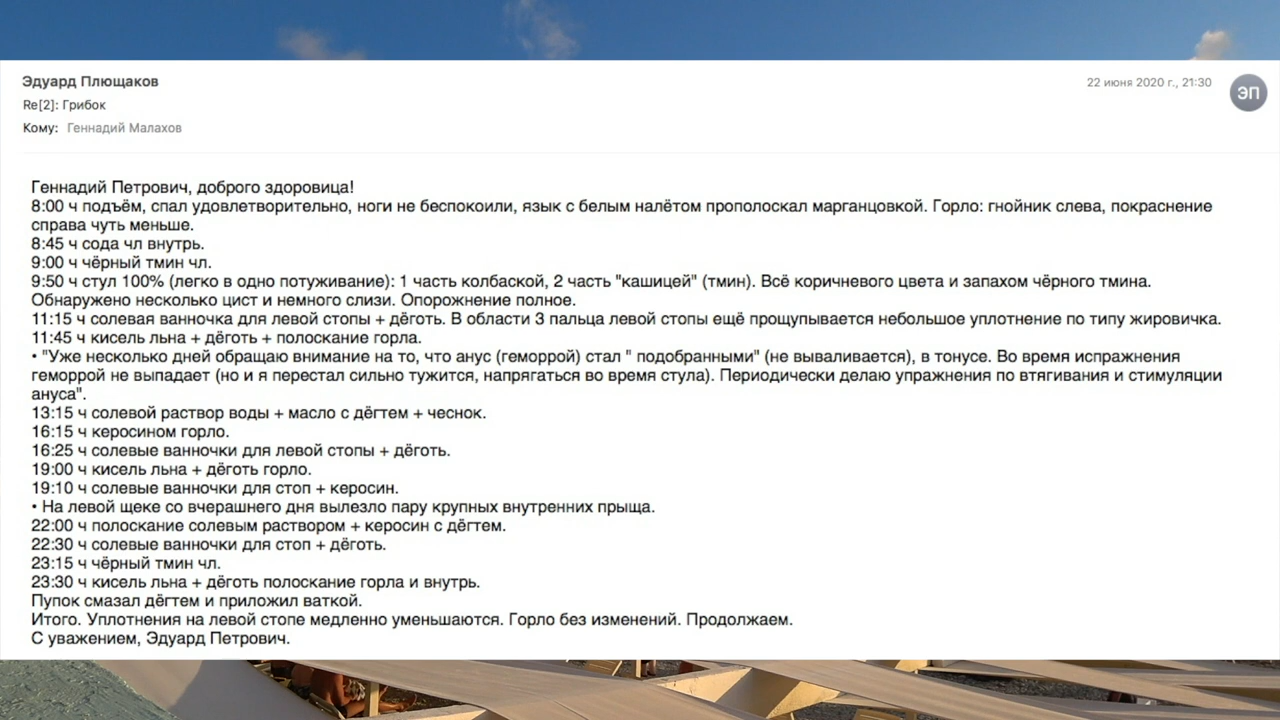 Эдуард Плющаков
22 июня 2020 г., 21:30
ЭП
Re[2]: Грибок
Кому: Геннадий Малахов
Геннадий Петрович, доброго здоровица!
8:00 ч подъём, спал удовлетворительно, ноги не беспокоили, язык с белым налётом прополоскал марганцовкой. Горло: гнойник слева, покраснение
справа чуть меньше.
8:45 ч сода чл внутрь.
9:00 ч чёрный тмин чл.
9:50 ч стул 100% (легко в одно потуживание): 1 часть колбаской, 2 часть "кашицей" (тмин). Всё коричневого цвета и запахом чёрного тмина.
Обнаружено несколько цист и немного слизи. Опорожнение полное.
11:15 ч солевая ванночка для левой стопы + дёготь. В области 3 пальца левой стопы ещё прощупывается небольшое уплотнение по типу жировичка.
11:45 ч кисель льна + дёготь + полоскание горла.
• "Уже несколько дней обращаю внимание на то, что анус (геморрой) стал " подобранными" (не вываливается), в тонусе. Во время испражнения
геморрой не выпадает (но и я перестал сильно тужится, напрягаться во время стула). Периодически делаю упражнения по втягивания и стимуляции
ануса".
13:15 ч солевой раствор воды + масло с дёгтем + чеснок.
16:15 ч керосином горло.
16:25 ч солевые ванночки для левой стопы + дёготь.
19:00 ч кисель льна + дёготь горло.
19:10 ч солевые ванночки для стоп + керосин.
• На левой щеке со вчерашнего дня вылезло пару крупных внутренних прыща.
22:00 ч полоскание солевым раствором + керосин с дёгтем.
22:30 ч солевые ванночки для стоп + дёготь.
23:15 ч чёрный тмин чл.
23:30 ч кисель льна + дёготь полоскание горла и внутрь.
Пупок смазал дёгтем и приложил ваткой.
Итого. Уплотнения на левой стопе медленно уменьшаются. Горло без изменений. Продолжаем.
С уважением, Эдуард Петрович.